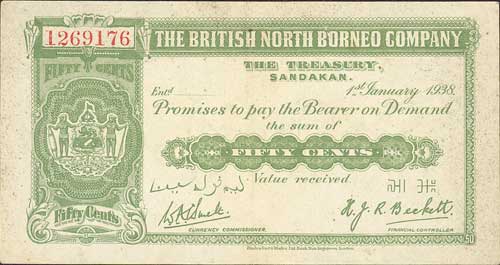 1269176
THE BRITISH NORTH BORNEO COMPANY
FIFTY CENTS
THE TREASURY,
SANDAKAN.
Entd. 1st January 1938.
Promises to pay the Bearer on Demand
the sum of
FIFTY CENTS.
Value received.
H.J.R. Beckett.
Fifty Cents
CURRENCY COMMISSIONER.
FINANCIAL CONTROLLER
50